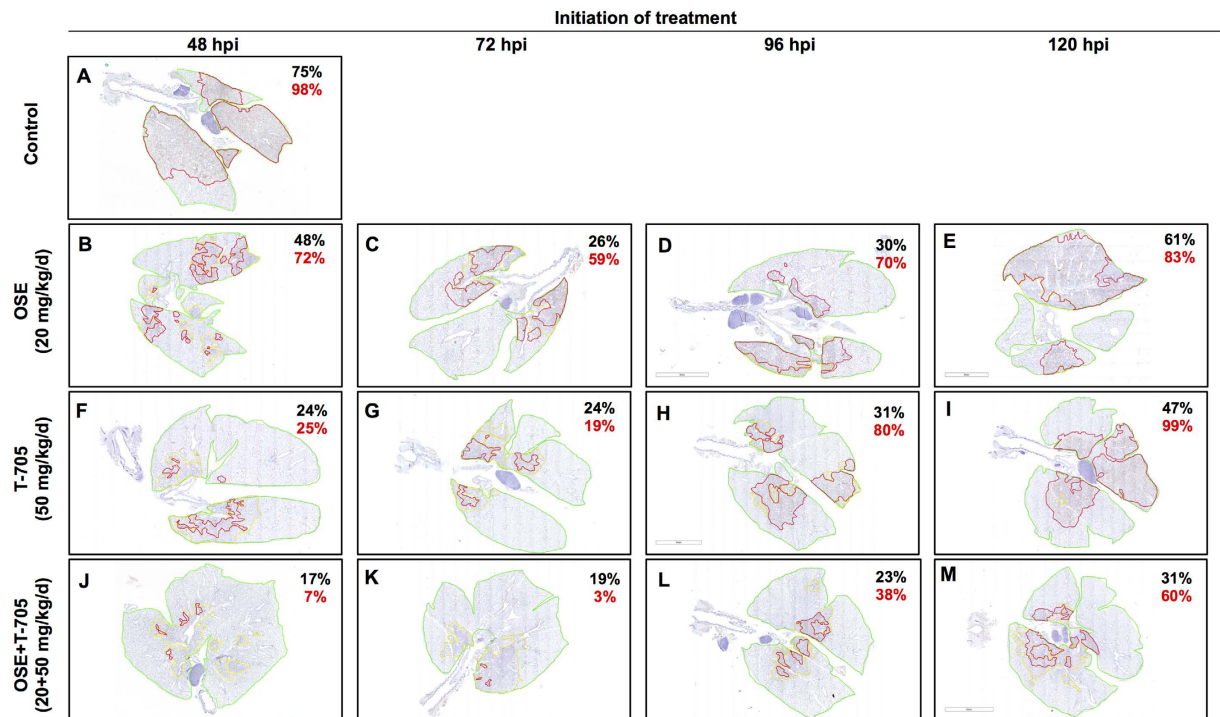 Initiation of treatment
48 hpi 72 hpi 96 hpi 120 hpi
Control
A 75%
98%
OSE
(20 mg/kg/d)
B 48%
72%
C 26%
59%
D 30%
70%
E 61%
83%
T-705
(50 mg/kg/d)
F 24%
25%
G 24%
19%
H 31%
80%
I 47%
99%
OSE+T-705
(20+50 mg/kg/d)
J 17%
7%
K 19%
3%
L 23%
38%
M 31%
60%